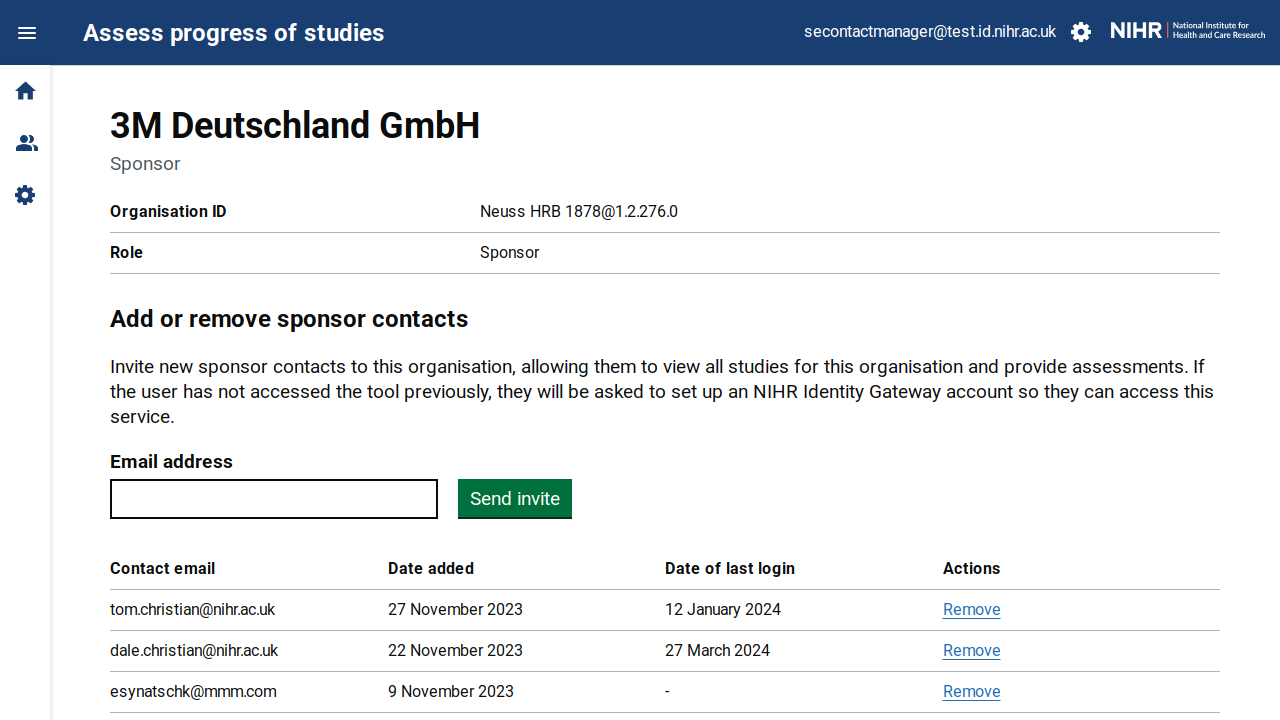 Assess progress of studies
secontactmanager@test.id.nihr.ac.uk
NIHR | National Institute for
Health and Care Research
3M Deutschland GmbH
Sponsor
Organisation ID Neuss HRB 1878@1.2.276.0
Role Sponsor
Add or remove sponsor contacts
Invite new sponsor contacts to this organisation, allowing them to view all studies for this organisation and provide assessments. If
the user has not accessed the tool previously, they will be asked to set up an NIHR Identity Gateway account so they can access this
service.
Email address
Send invite
Contact email Date added Date of last login Actions
tom.christian@nihr.ac.uk 27 November 2023 12 January 2024 Remove
dale.christian@nihr.ac.uk 22 November 2023 27 March 2024 Remove
esynatschk@mmm.com 9 November 2023 - Remove